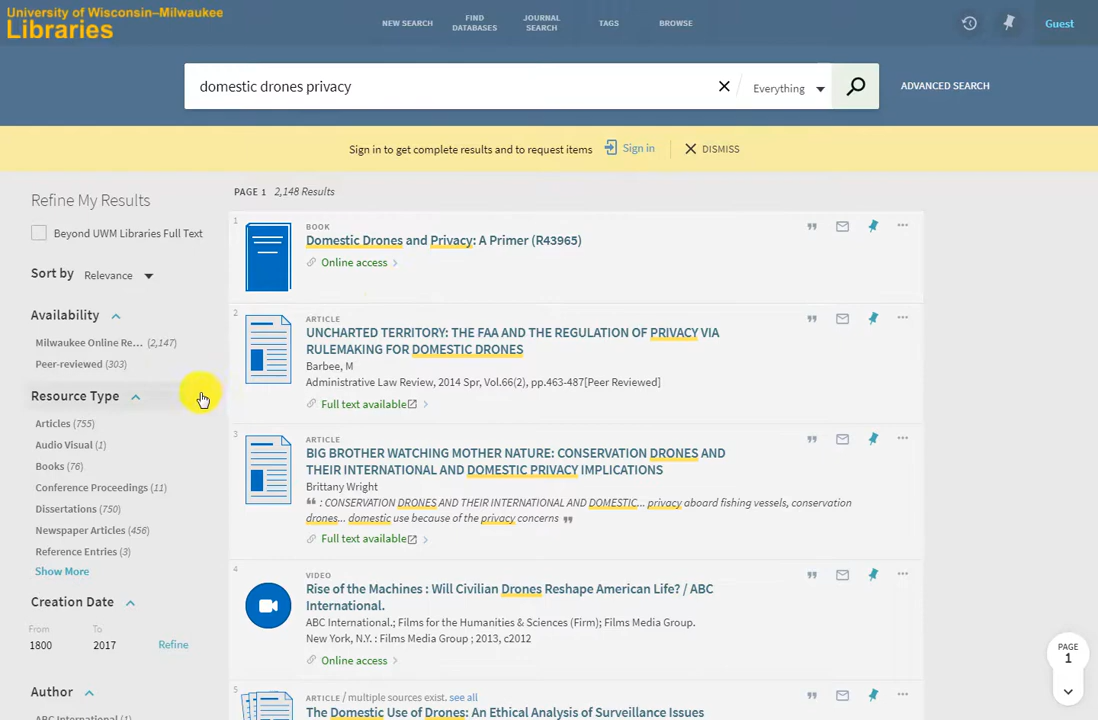 University of Wisconsin–Milwaukee
Libraries
NEW SEARCH
FIND DATABASES
JOURNAL SEARCH
TAGS
BROWSE
Guest
domestic drones privacy
Everything
ADVANCED SEARCH
Sign in to get complete results and to request items
Sign in
DISMISS
Refine My Results
Beyond UWM Libraries Full Text
Sort by Relevance
Availability
Milwaukee Online Re... (2,147)
Peer-reviewed (303)
Resource Type
Articles (755)
Audio Visual (1)
Books (76)
Conference Proceedings (11)
Dissertations (750)
Newspaper Articles (456)
Reference Entries (3)
Show More
Creation Date
From To
1800 2017 Refine
Author
ABC International (1)
PAGE 1 2,148 Results
1
BOOK
Domestic Drones and Privacy: A Primer (R43965)
Online access
2
ARTICLE
UNCHARTED TERRITORY: THE FAA AND THE REGULATION OF PRIVACY VIA
RULEMAKING FOR DOMESTIC DRONES
Barbee, M
Administrative Law Review, 2014 Spr, Vol.66(2), pp.463-487[Peer Reviewed]
Full text available
3
ARTICLE
BIG BROTHER WATCHING MOTHER NATURE: CONSERVATION DRONES AND
THEIR INTERNATIONAL AND DOMESTIC PRIVACY IMPLICATIONS
Brittany Wright
: CONSERVATION DRONES AND THEIR INTERNATIONAL AND DOMESTIC... privacy aboard fishing vessels, conservation
drones... domestic use because of the privacy concerns
Full text available
4
VIDEO
Rise of the Machines : Will Civilian Drones Reshape American Life? / ABC
International.
ABC International.; Films for the Humanities & Sciences (Firm); Films Media Group.
New York, N.Y. : Films Media Group ; 2013, c2012
Online access
5
ARTICLE / multiple sources exist. see all
The Domestic Use of Drones: An Ethical Analysis of Surveillance Issues
PAGE
1